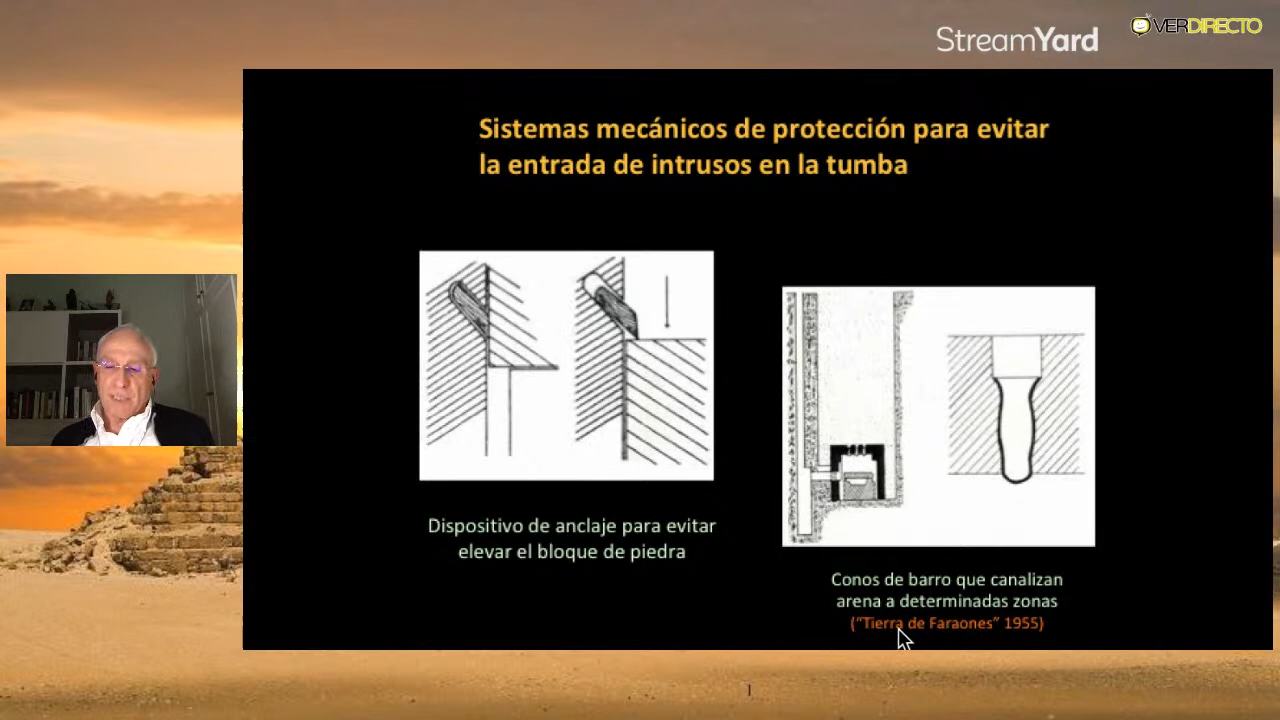 StreamYard
OVERDIRECTO
Sistemas mecánicos de protección para evitar
la entrada de intrusos en la tumba
Dispositivo de anclaje para evitar
elevar el bloque de piedra
Conos de barro que canalizan
arena a determinadas zonas
(“Tierra de Faraones” 1955)